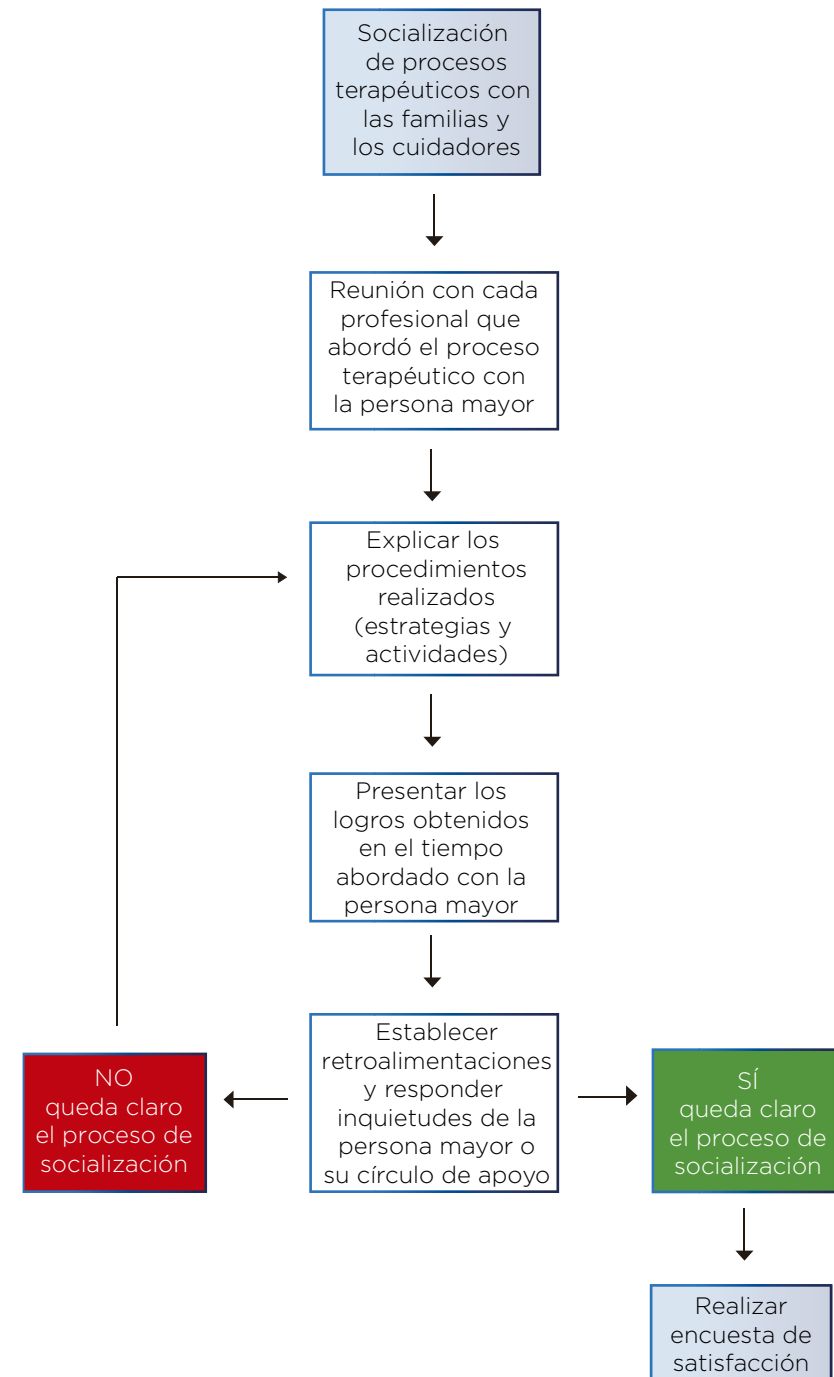 Socialización
de procesos
terapéuticos con
las familias y
los cuidadores
Reunión con cada
profesional que
abordó el proceso
terapéutico con
la persona mayor
Explicar los
procedimientos
realizados
(estrategias y
actividades)
Presentar los
logros obtenidos
en el tiempo
abordado con la
persona mayor
Establecer
retroalimentaciones
y responder
inquietudes de la
persona mayor o
su círculo de apoyo
NO
queda claro
el proceso de
socialización
SÍ
queda claro
el proceso de
socialización
Realizar
encuesta de
satisfacción